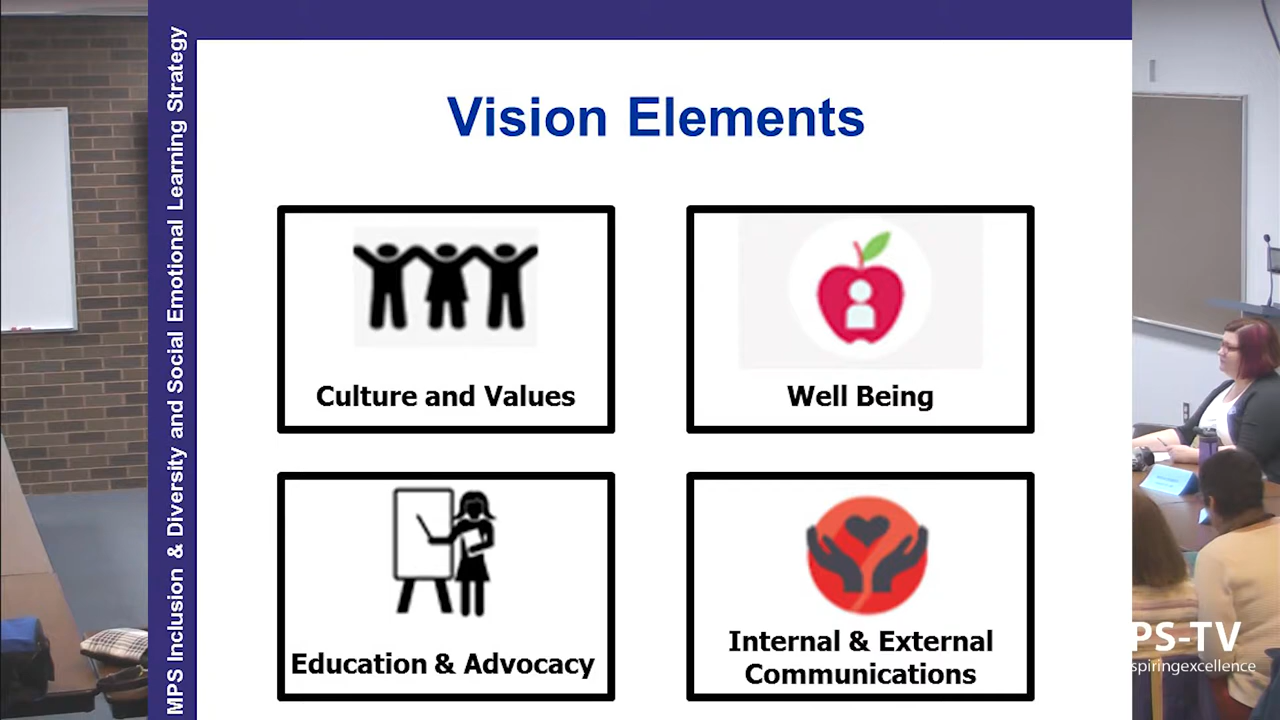 MPS Inclusion & Diversity and Social Emotional Learning Strategy
Vision Elements
Culture and Values
Well Being
Education & Advocacy
Internal & External
Communications
PS-TV
spiringexcellence